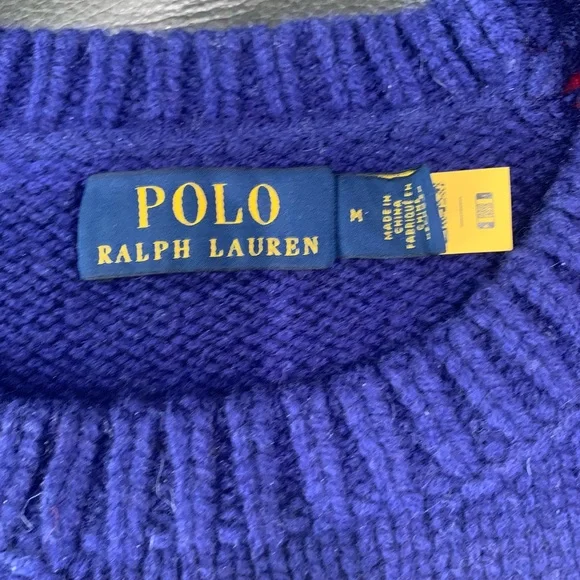 POLO
RALPH LAUREN
M
MADE IN
CHINA
FABRIQUÉ EN
CHINE